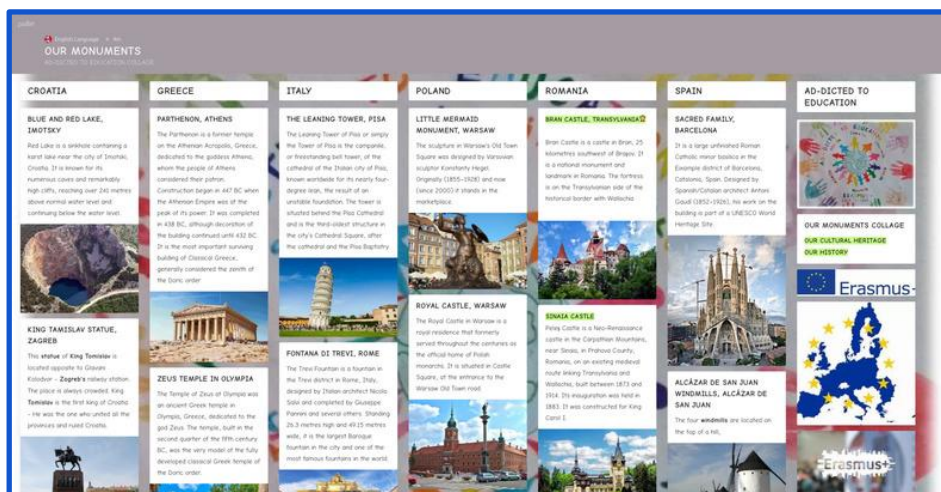 padlet
English Language + 4m
OUR MONUMENTS
AD-DICTED TO EDUCATION COLLAGE
CROATIA
BLUE AND RED LAKE,
IMOTSKY
Red Lake is a sinkhole containing a
karst lake near the city of Imotski,
Croatia. It is known for its
numerous caves and remarkably
high cliffs, reaching over 241 metres
above normal water level and
continuing below the water level.
KING TAMISLAV STATUE,
ZAGREB
This statue of King Tomislav is
located opposite to Glavani
Kolodvor - Zagreb's railway station.
The place is always crowded. King
Tomislav is the first king of Croatia
- He was the one who united all the
provinces and ruled Croatia.
GREECE
PARTHENON, ATHENS
The Parthenon is a former temple
on the Athenian Acropolis, Greece,
dedicated to the goddess Athena,
whom the people of Athens
considered their patron.
Construction began in 447 BC when
the Athenian Empire was at the
peak of its power. It was completed
in 438 BC, although decoration of
the building continued until 432 BC.
It is the most important surviving
building of Classical Greece,
generally considered the zenith of
the Doric order
ZEUS TEMPLE IN OLYMPIA
The Temple of Zeus at Olympia was
an ancient Greek temple in
Olympia, Greece, dedicated to the
god Zeus. The temple, built in the
second quarter of the fifth century
BC, was the very model of the fully
developed classical Greek temple of
the Doric order.
ITALY
THE LEANING TOWER, PISA
The Leaning Tower of Pisa or simply
the Tower of Pisa is the campanile,
or freestanding bell tower, of the
cathedral of the Italian city of Pisa,
known worldwide for its nearly four-
degree lean, the result of an
unstable foundation. The tower is
situated behind the Pisa Cathedral
and is the third-oldest structure in
the city's Cathedral Square, after
the cathedral and the Pisa Baptistry
FONTANA DI TREVI, ROME
The Trevi Fountain is a fountain in
the Trevi district in Rome, Italy,
designed by Italian architect Nicola
Salvi and completed by Giuseppe
Pannini and several others. Standing
26.3 metres high and 49.15 metres
wide, it is the largest Baroque
fountain in the city and one of the
most famous fountains in the world.
POLAND
LITTLE MERMAID
MONUMENT, WARSAW
The sculpture in Warsaw's Old Town
Square was designed by Varsovian
sculptor Konstanty Hegel.
Originally (1855-1928) and now
(since 2000) it stands in the
marketplace.
ROYAL CASTLE, WARSAW
The Royal Castle in Warsaw is a
royal residence that formerly
served throughout the centuries as
the official home of Polish
monarchs. It is situated in Castle
Square, at the entrance to the
Warsaw Old Town road
ROMANIA
BRAN CASTLE, TRANSYLVANIA
Bran Castle is a castle in Bran, 25
kilometres southwest of Brașov. It
is a national monument and
landmark in Romania. The fortress
is on the Transylvanian side of the
historical border with Wallachia
SINAIA CASTLE
Peleș Castle is a Neo-Renaissance
castle in the Carpathian Mountains,
near Sinaia, in Prahova County,
Romania, on an existing medieval
route linking Transylvania and
Wallachia, built between 1873 and
1914. Its inauguration was held in
1883. It was constructed for King
Carol I.
SPAIN
SACRED FAMILY,
BARCELONA
It is a large unfinished Roman
Catholic minor basilica in the
Eixample district of Barcelona,
Catalonia, Spain. Designed by
Spanish/Catalan architect Antoni
Gaudí (1852-1926), his work on the
building is part of a UNESCO World
Heritage Site.
ALCÁZAR DE SAN JUAN
WINDMILLS, ALCÁZAR DE
SAN JUAN
The four windmills are located on
the top of a hill,
AD-DICTED TO
EDUCATION
OUR MONUMENTS COLLAGE
OUR CULTURAL HERITAGE
OUR HISTORY
Erasmus+
Erasmus+